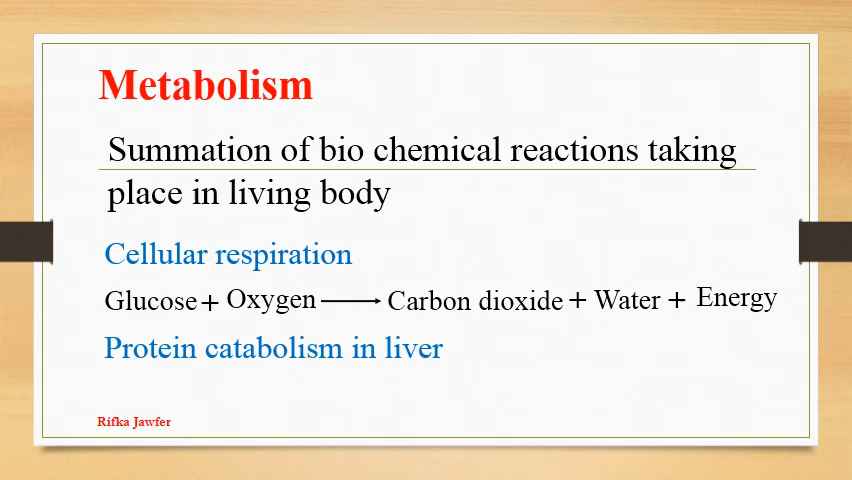 Metabolism
Summation of bio chemical reactions taking
place in living body
Cellular respiration
Glucose + Oxygen ⟶ Carbon dioxide + Water + Energy
Protein catabolism in liver
Rifka Jawfer